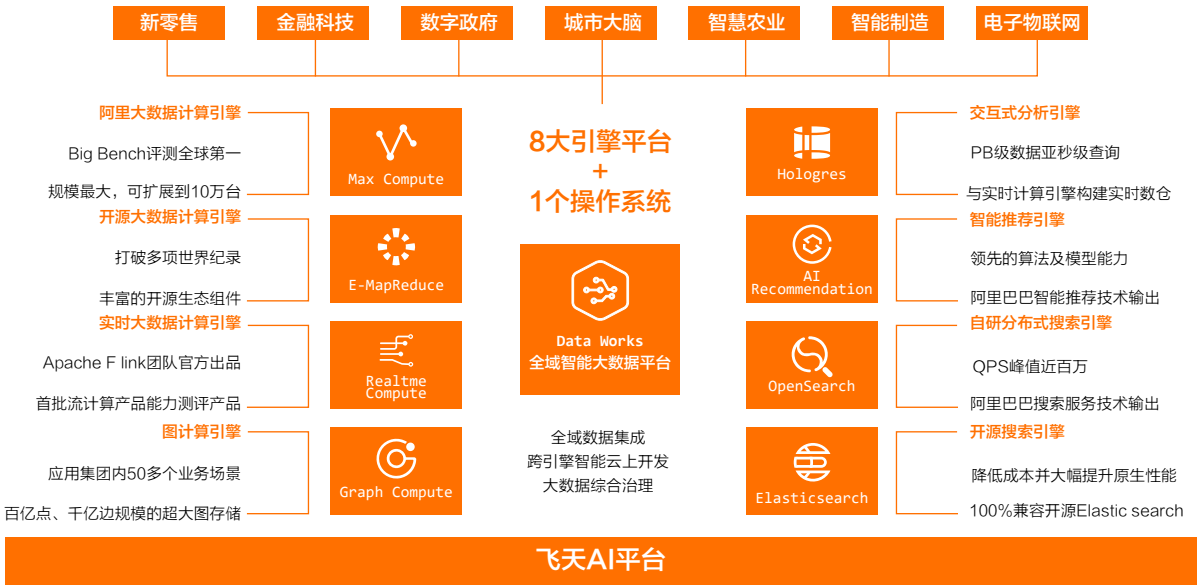 新零售
金融科技
数字政府
城市大脑
智慧农业
智能制造
电子物联网
阿里大数据计算引擎
Big Bench评测全球第一
规模最大，可扩展到10万台
Max Compute
开源大数据计算引擎
打破多项世界纪录
丰富的开源生态组件
E-MapReduce
实时大数据计算引擎
Apache F link团队官方出品
首批流计算产品能力测评产品
Realtme
Compute
图计算引擎
应用集团内50多个业务场景
百亿点、千亿边规模的超大图存储
Graph Compute
8大引擎平台
+
1个操作系统
Data Works
全域智能大数据平台
全域数据集成
跨引擎智能云上开发
大数据综合治理
Hologres
交互式分析引擎
PB级数据亚秒级查询
与实时计算引擎构建实时数仓
AI
Recommendation
智能推荐引擎
领先的算法及模型能力
阿里巴巴智能推荐技术输出
OpenSearch
自研分布式搜索引擎
QPS峰值近百万
阿里巴巴搜索服务技术输出
Elasticsearch
开源搜索引擎
降低成本并大幅提升原生性能
100%兼容开源Elastic search
飞天AI平台